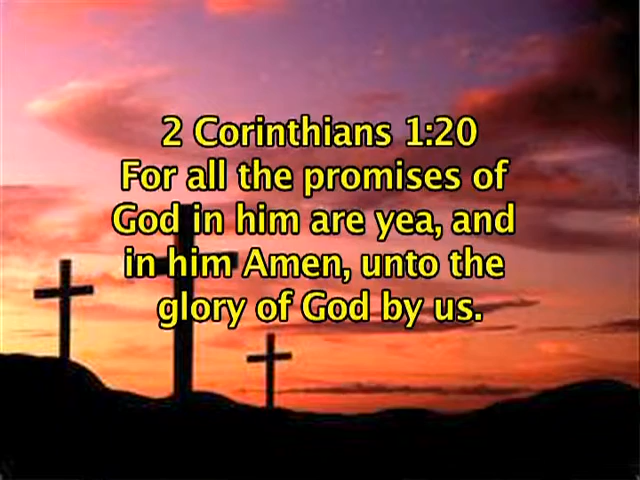 2 Corinthians 1:20
For all the promises of
God in him are yea, and
in him Amen, unto the
glory of God by us.